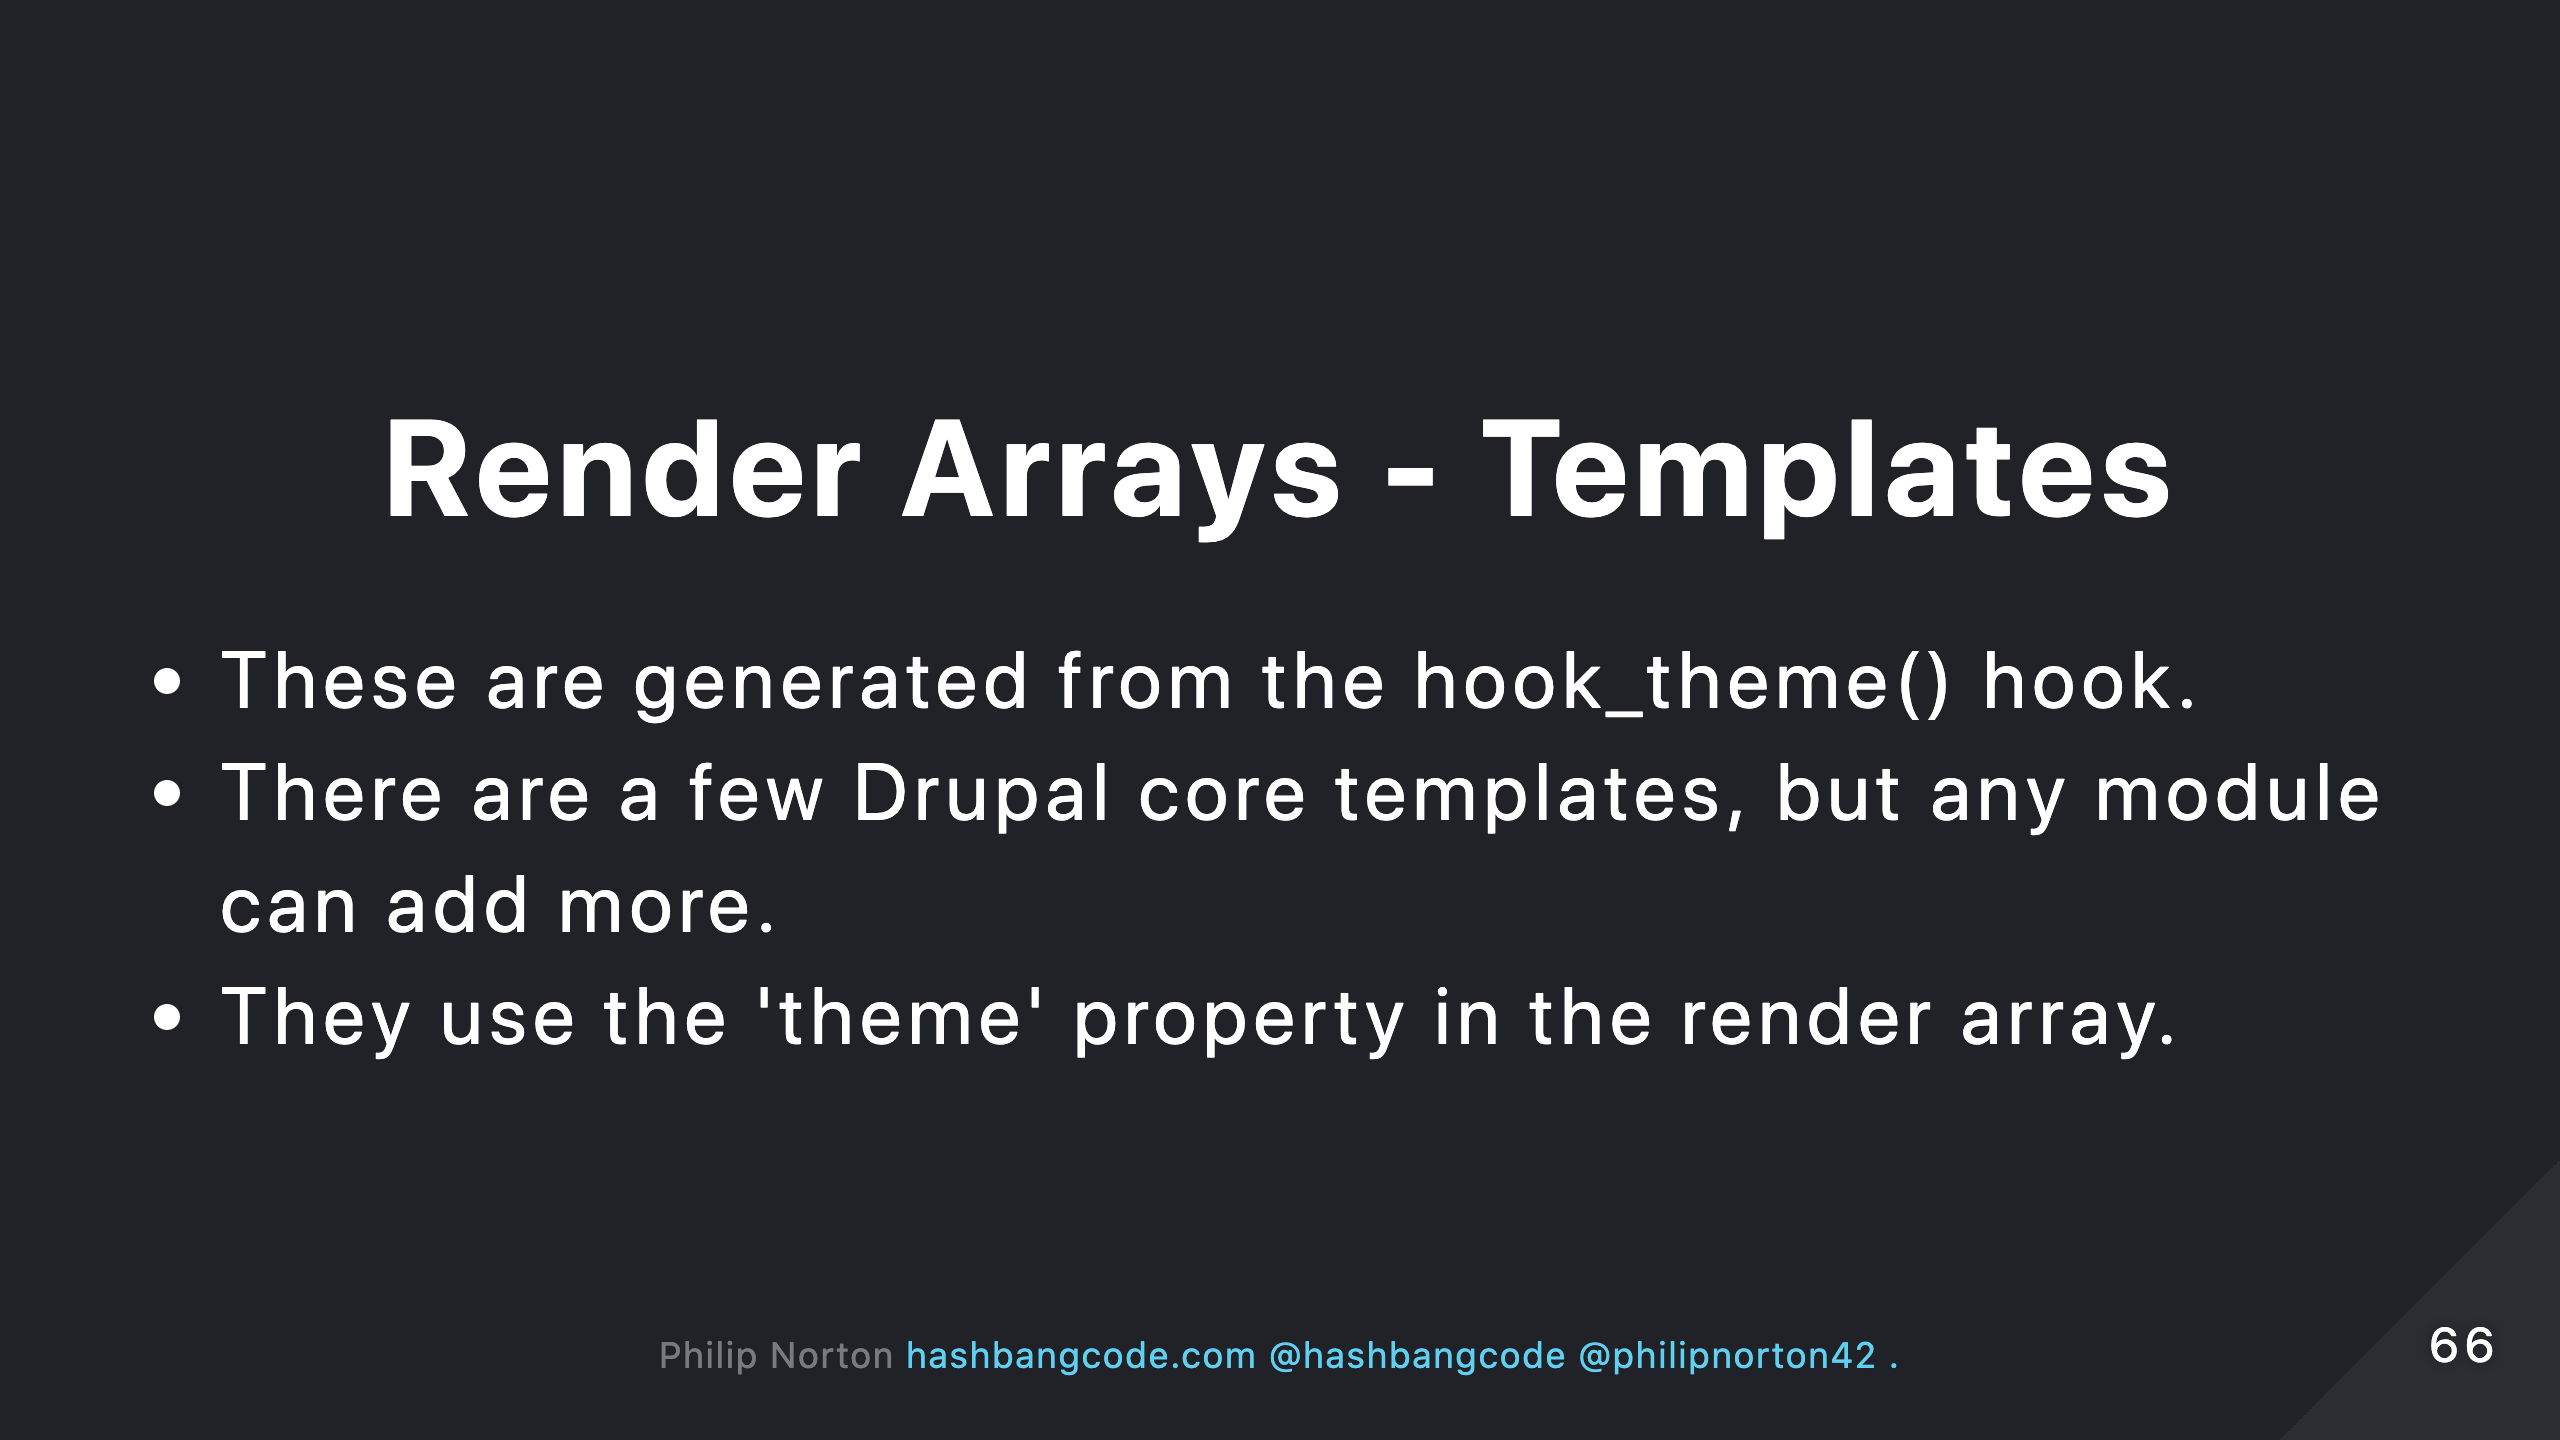 Render Arrays - Templates
• These are generated from the hook_theme() hook.
• There are a few Drupal core templates, but any module
can add more.
• They use the 'theme' property in the render array.
Philip Norton hashbangcode.com @hashbangcode @philipnorton42 .
66